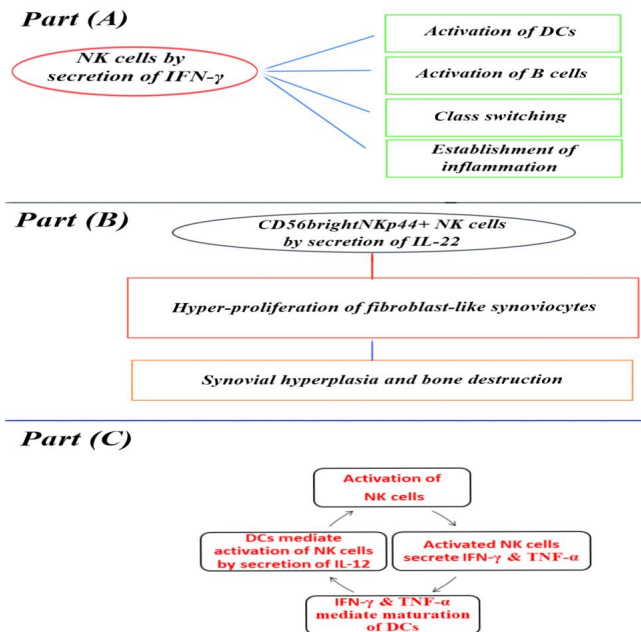 Part (A)
NK cells by
secretion of IFN-γ
Activation of DCs
Activation of B cells
Class switching
Establishment of
inflammation
Part (B)
CD56brightNKp44+ NK cells
by secretion of IL-22
Hyper-proliferation of fibroblast-like synoviocytes
Synovial hyperplasia and bone destruction
Part (C)
Activation of
NK cells
Activated NK cells
secrete IFN-γ & TNF-α
IFN-γ & TNF-α
mediate maturation
of DCs
DCs mediate
activation of NK cells
by secretion of IL-12